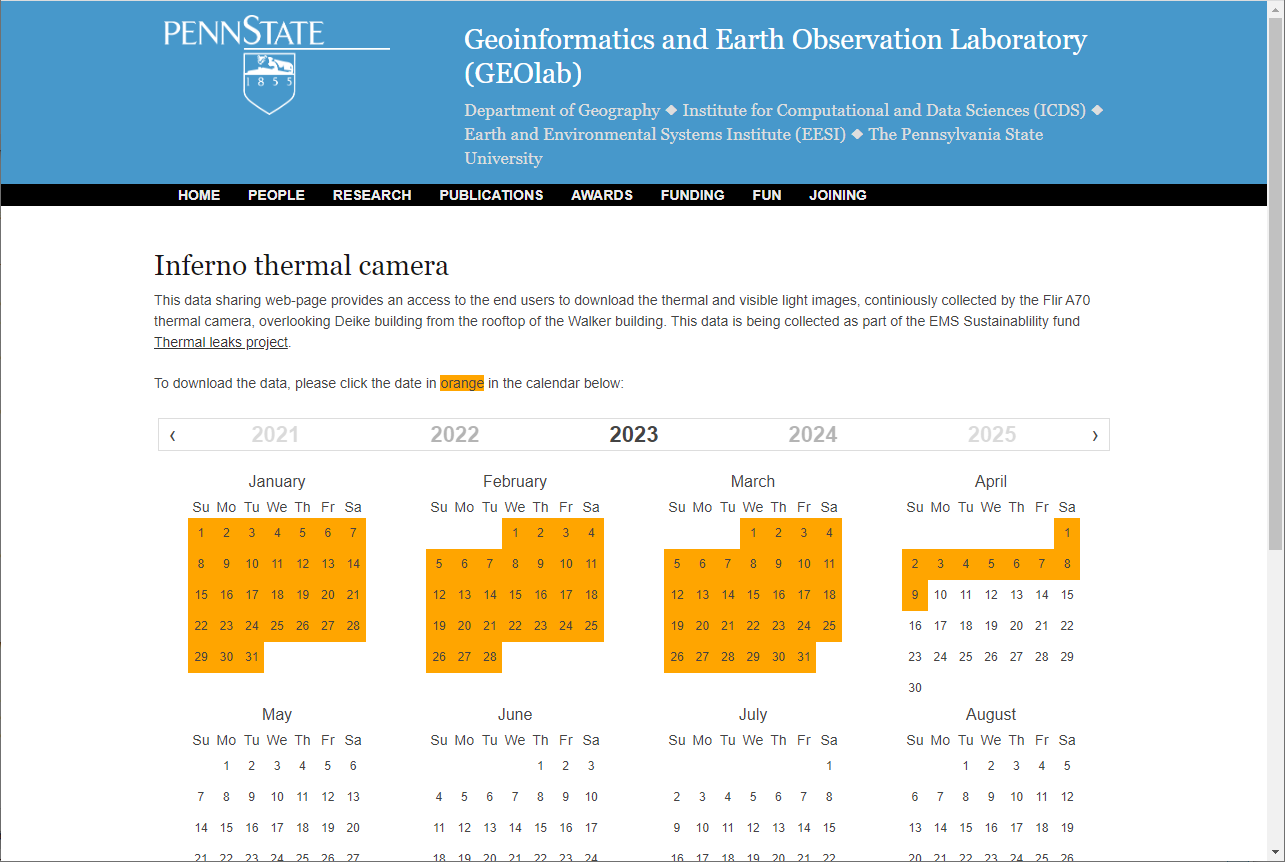 PENNSTATE
1855
Geoinformatics and Earth Observation Laboratory
(GEOlab)
Department of Geography ◆ Institute for Computational and Data Sciences (ICDS) ◆
Earth and Environmental Systems Institute (EESI) ◆ The Pennsylvania State
University
HOME PEOPLE RESEARCH PUBLICATIONS AWARDS FUNDING FUN JOINING
Inferno thermal camera
This data sharing web-page provides an access to the end users to download the thermal and visible light images, continiously collected by the Flir A70
thermal camera, overlooking Deike building from the rooftop of the Walker building. This data is being collected as part of the EMS Sustainablility fund
Thermal leaks project.
To download the data, please click the date in orange in the calendar below:
‹ 2021 2022 2023 2024 2025 ›
January
Su Mo Tu We Th Fr Sa
1 2 3 4 5 6 7
8 9 10 11 12 13 14
15 16 17 18 19 20 21
22 23 24 25 26 27 28
29 30 31
February
Su Mo Tu We Th Fr Sa
1 2 3 4
5 6 7 8 9 10 11
12 13 14 15 16 17 18
19 20 21 22 23 24 25
26 27 28
March
Su Mo Tu We Th Fr Sa
1 2 3 4
5 6 7 8 9 10 11
12 13 14 15 16 17 18
19 20 21 22 23 24 25
26 27 28 29 30 31
April
Su Mo Tu We Th Fr Sa
1
2 3 4 5 6 7 8
9 10 11 12 13 14 15
16 17 18 19 20 21 22
23 24 25 26 27 28 29
30
May
Su Mo Tu We Th Fr Sa
1 2 3 4 5 6
7 8 9 10 11 12 13
14 15 16 17 18 19 20
21 22 23 24 25 26 27
June
Su Mo Tu We Th Fr Sa
1 2 3
4 5 6 7 8 9 10
11 12 13 14 15 16 17
18 19 20 21 22 23 24
July
Su Mo Tu We Th Fr Sa
1
2 3 4 5 6 7 8
9 10 11 12 13 14 15
16 17 18 19 20 21 22
August
Su Mo Tu We Th Fr Sa
1 2 3 4 5
6 7 8 9 10 11 12
13 14 15 16 17 18 19
20 21 22 23 24 25 26